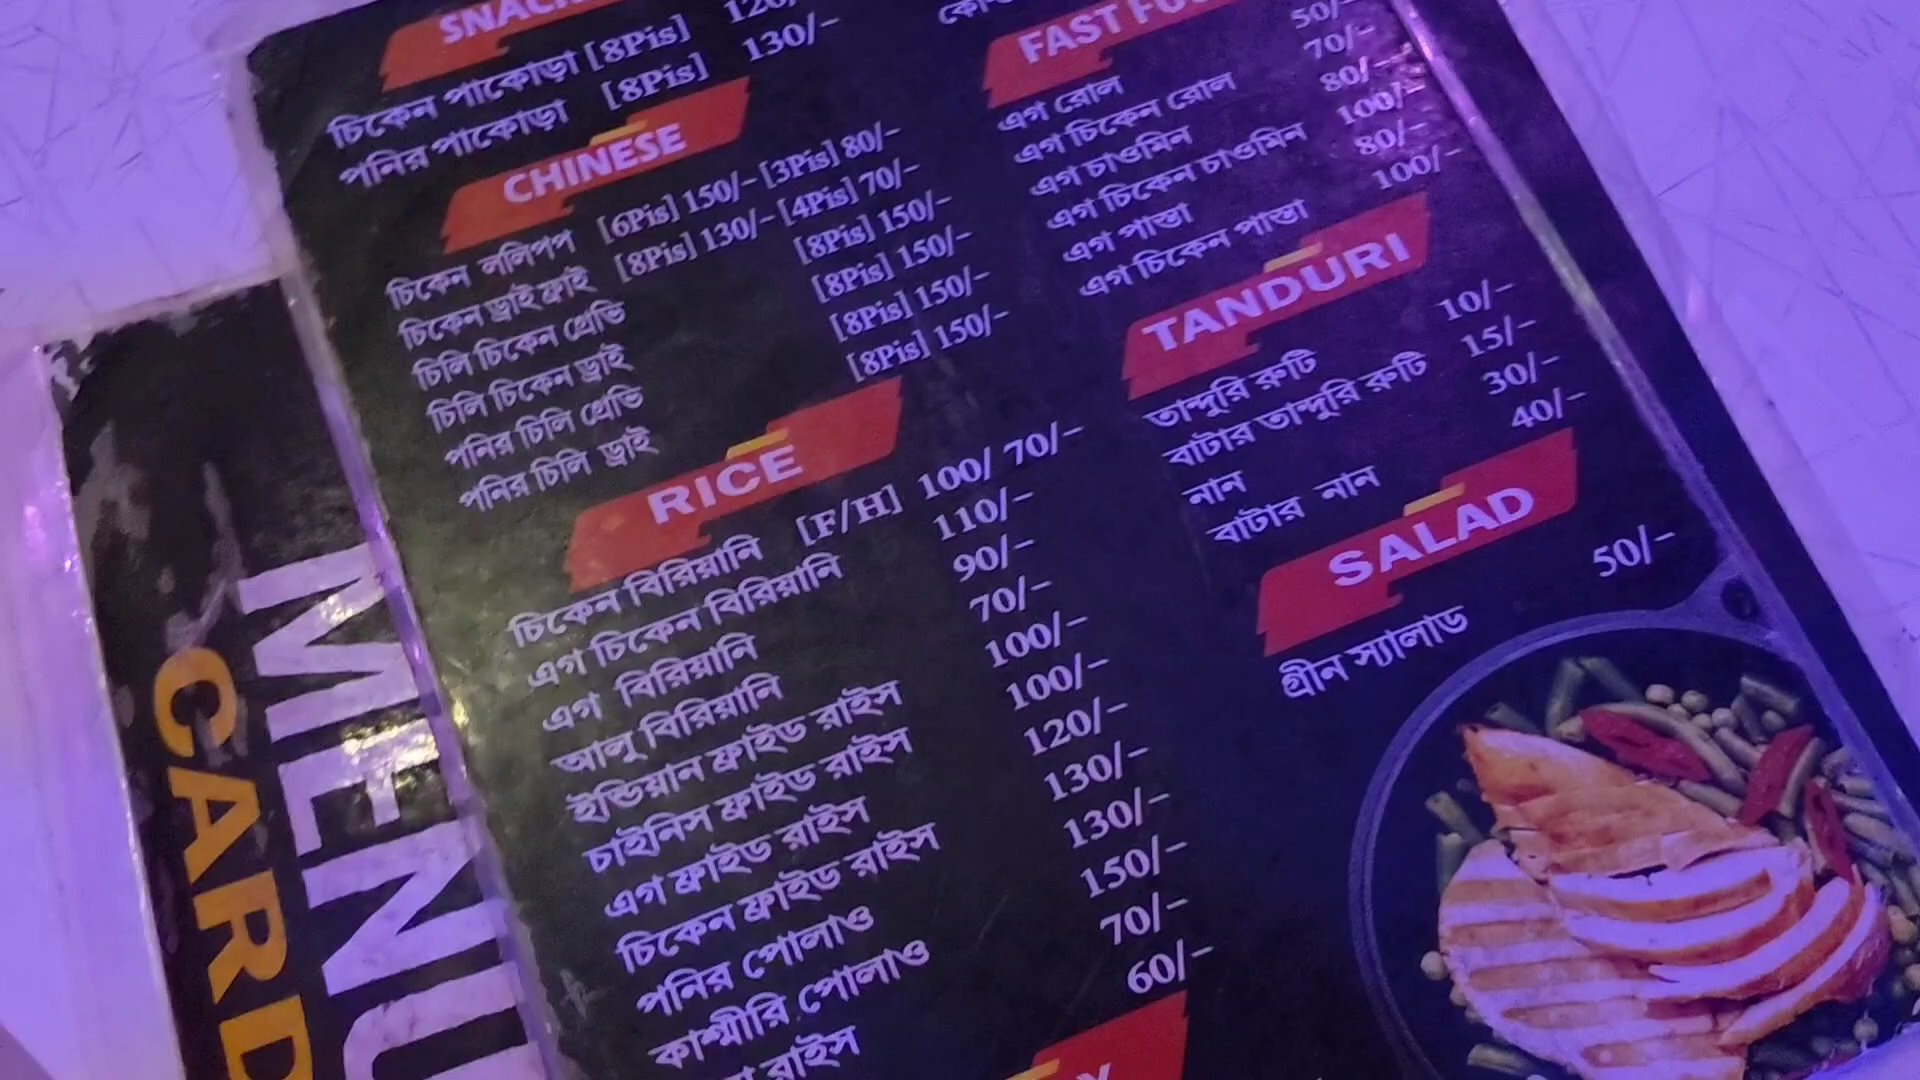 SNACKS
চিকেন পাকোড়া [8Pis] 120/-
পনির পাকোড়া [8Pis] 130/-
CHINESE
চিকেন ললিপপ [6Pis] 150/- [3Pis] 80/-
চিকেন ড্রাই ফ্রাই [8Pis] 130/- [4Pis] 70/-
চিলি চিকেন গ্রেভি [8Pis] 150/-
চিলি চিকেন ড্রাই [8Pis] 150/-
পনির চিলি গ্রেভি [8Pis] 150/-
পনির চিলি ড্রাই [8Pis] 150/-
RICE
চিকেন বিরিয়ানি [F/H] 100/ 70/-
এগ চিকেন বিরিয়ানি 110/-
এগ বিরিয়ানি 90/-
আলু বিরিয়ানি 70/-
ইন্ডিয়ান ফ্রাইড রাইস 100/-
চাইনিস ফ্রাইড রাইস 100/-
এগ ফ্রাইড রাইস 120/-
চিকেন ফ্রাইড রাইস 130/-
পনির পোলাও 130/-
কাশ্মীরি পোলাও 150/-
রাইস 70/-
60/-
FAST FOOD
এগ রোল 50/-
এগ চিকেন রোল 70/-
এগ চাওমিন 80/-
এগ চিকেন চাওমিন 100/-
এগ পাস্তা 80/-
এগ চিকেন পাস্তা 100/-
TANDURI
তান্দুরি রুটি 10/-
বাটার তান্দুরি রুটি 15/-
নান 30/-
বাটার নান 40/-
SALAD
গ্রীন স্যালাড 50/-
MENU
CARD